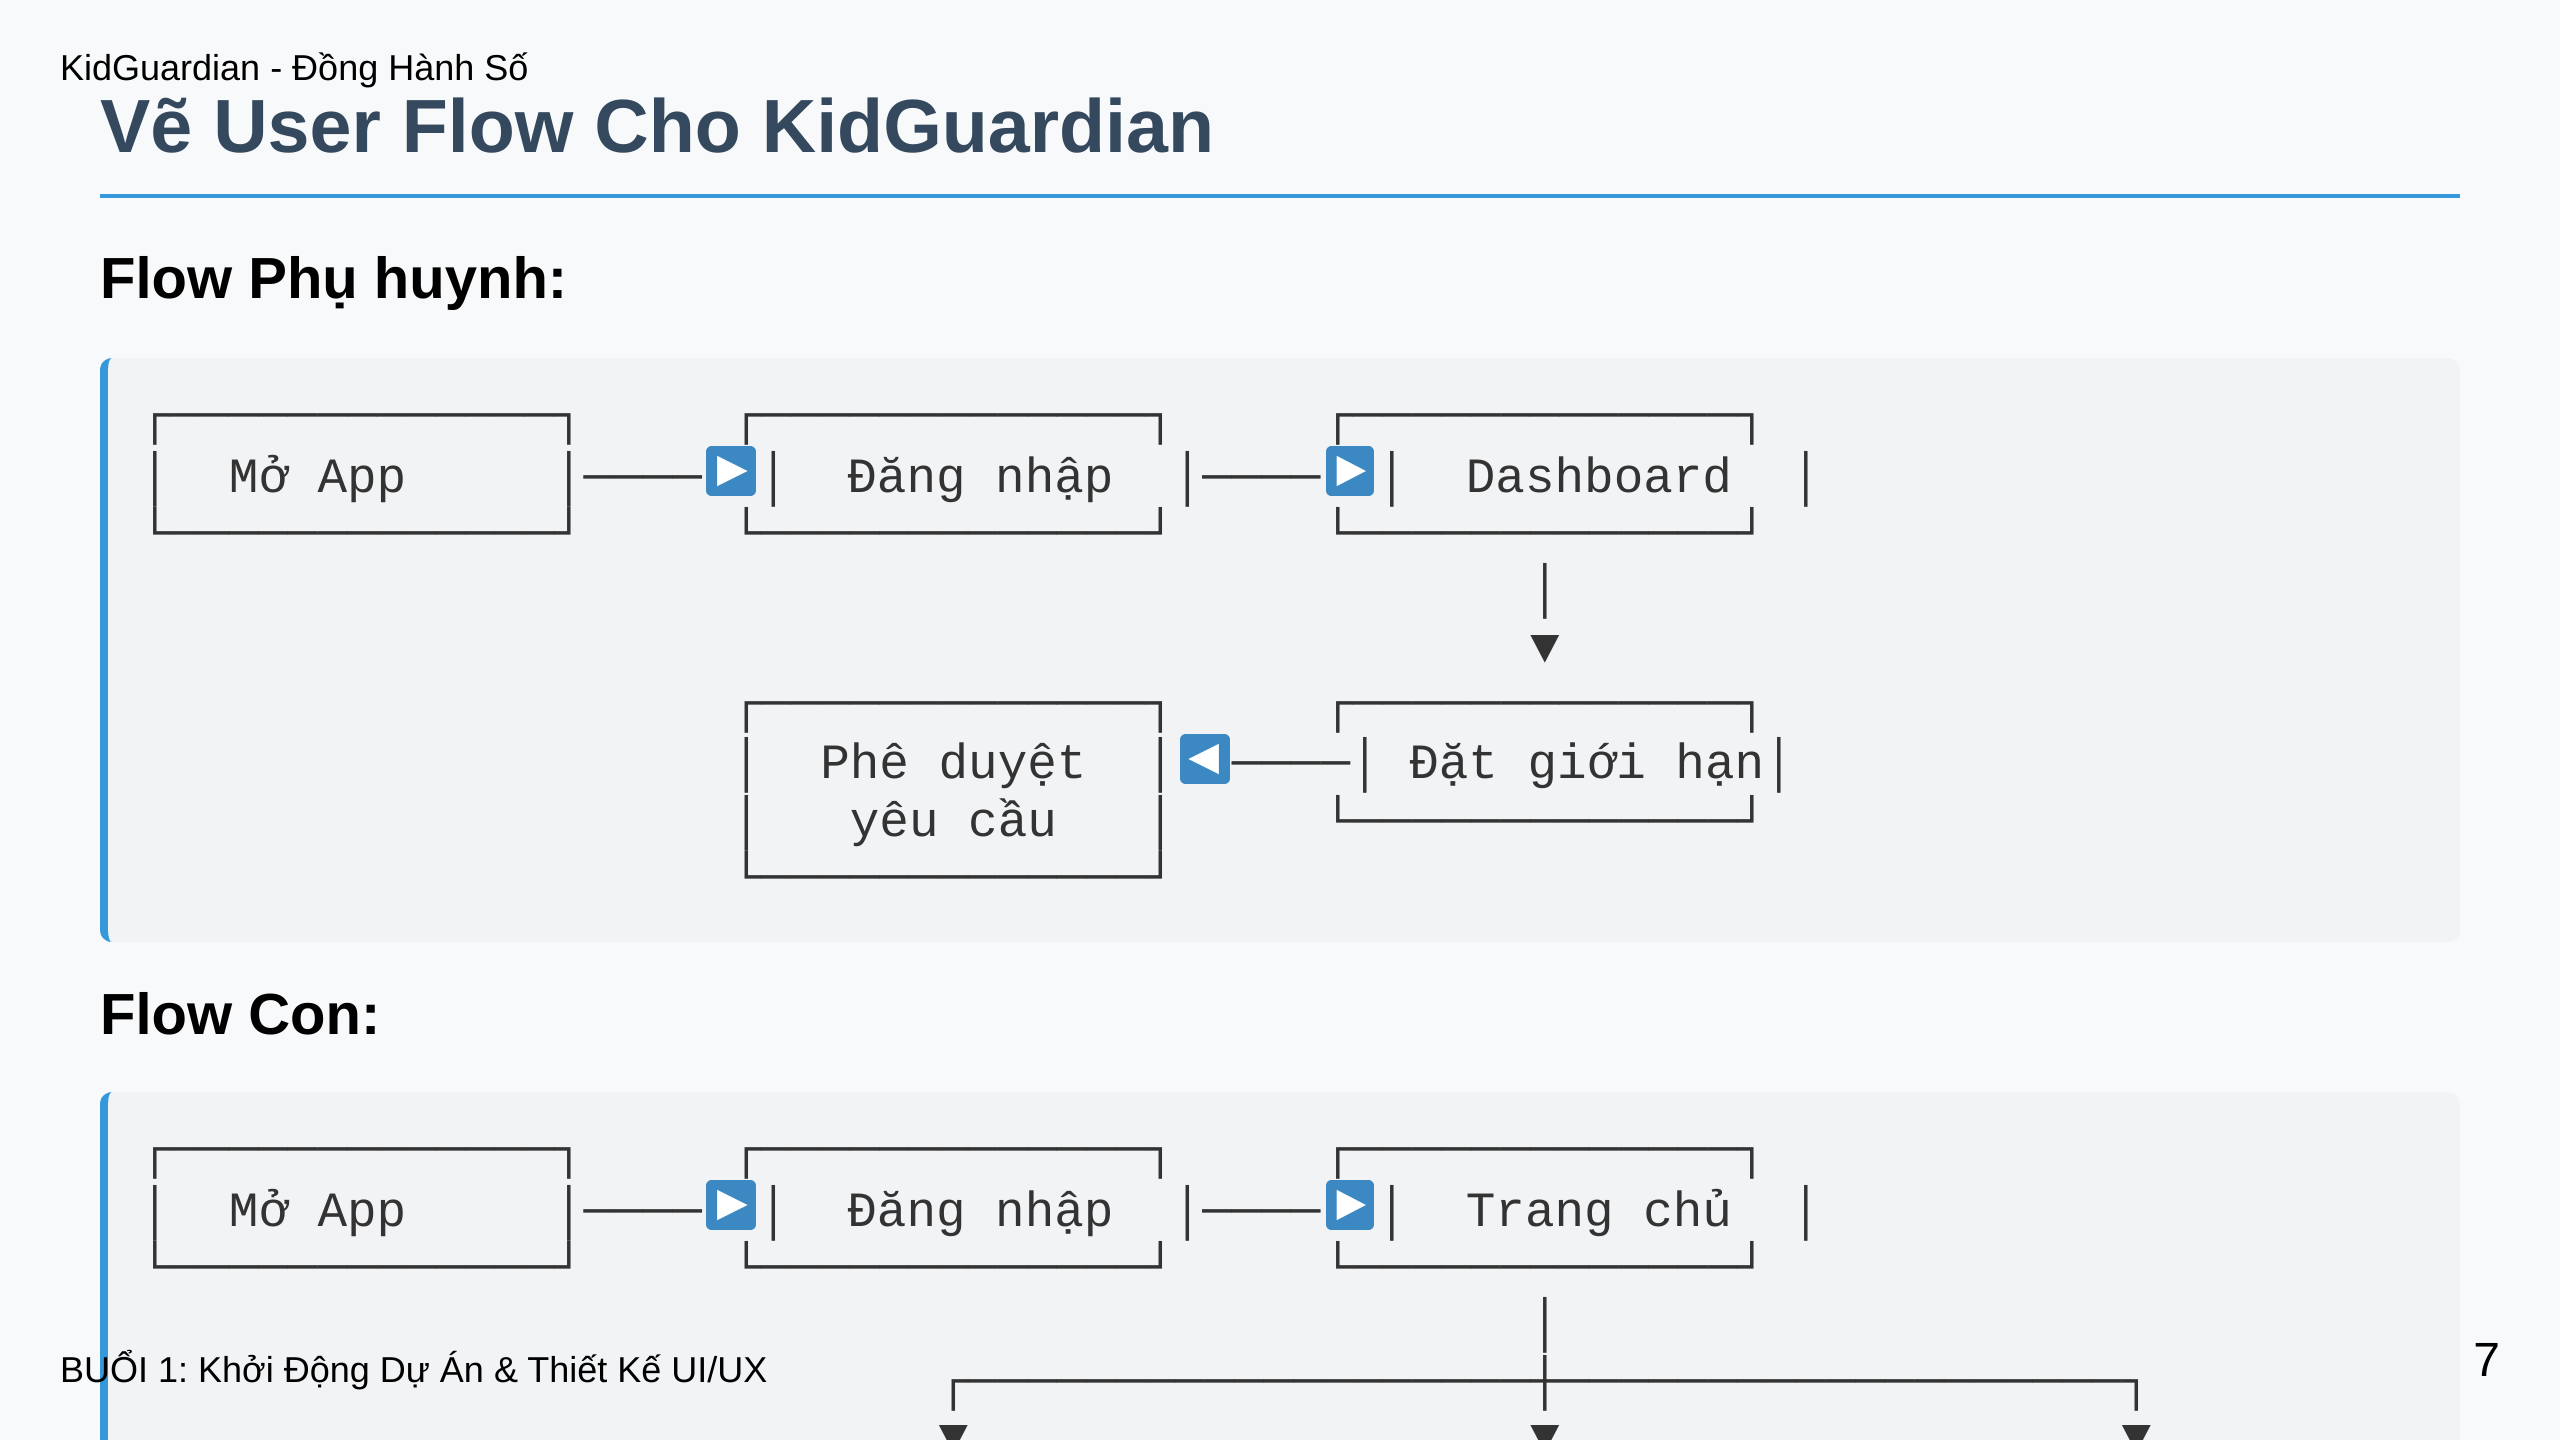 KidGuardian - Đồng Hành Số
Vẽ User Flow Cho KidGuardian
Flow Phụ huynh:
Mở App Đăng nhập Dashboard
Phê duyệt Đặt giới hạn
yêu cầu
Flow Con:
Mở App Đăng nhập Trang chủ
BUỔI 1: Khởi Động Dự Án & Thiết Kế UI/UX
7